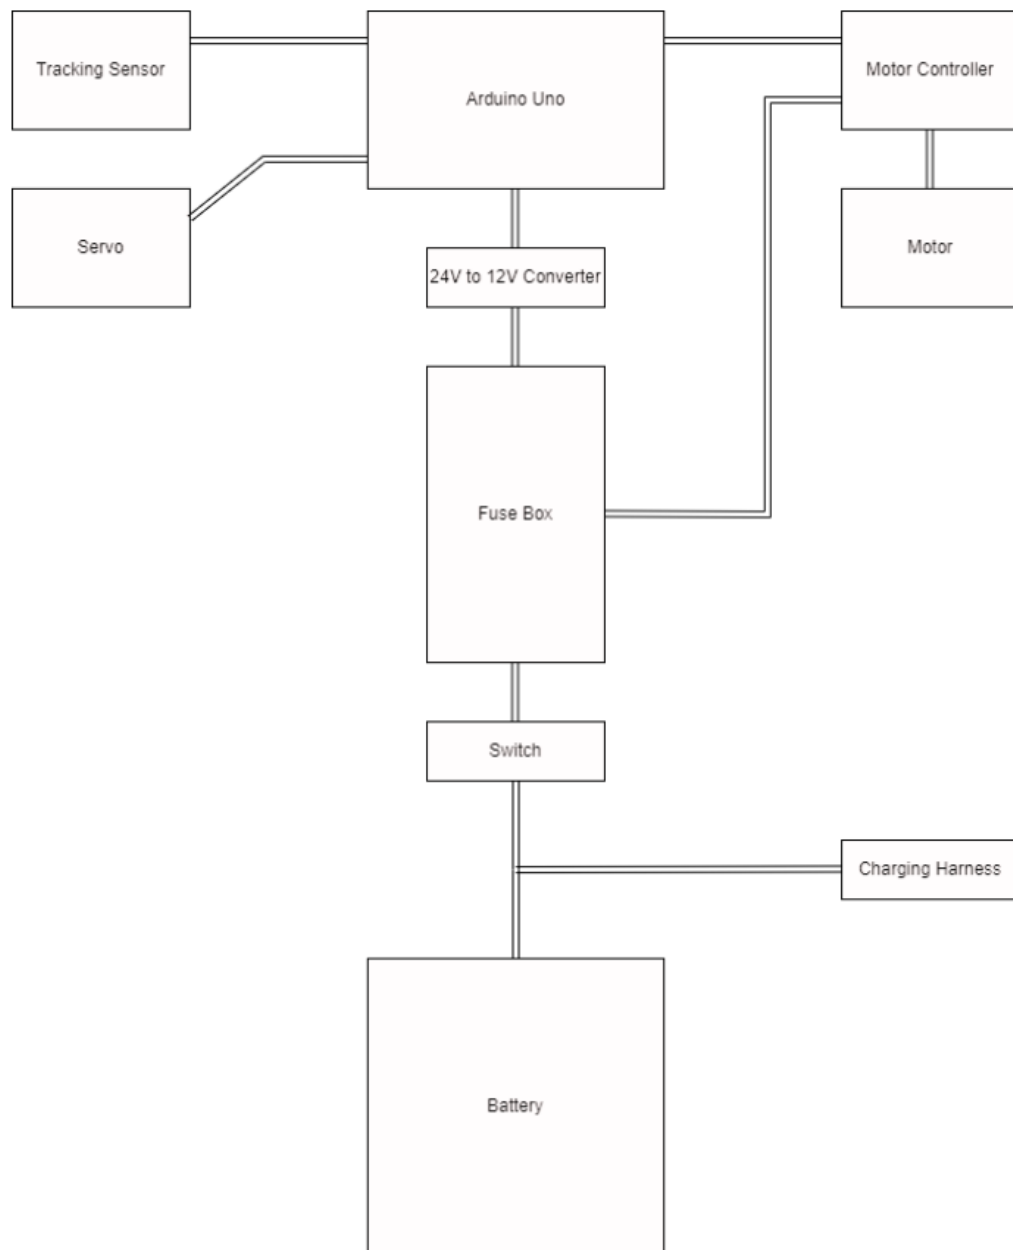 Tracking Sensor
Arduino Uno
Motor Controller
Servo
24V to 12V Converter
Motor
Fuse Box
Switch
Charging Harness
Battery